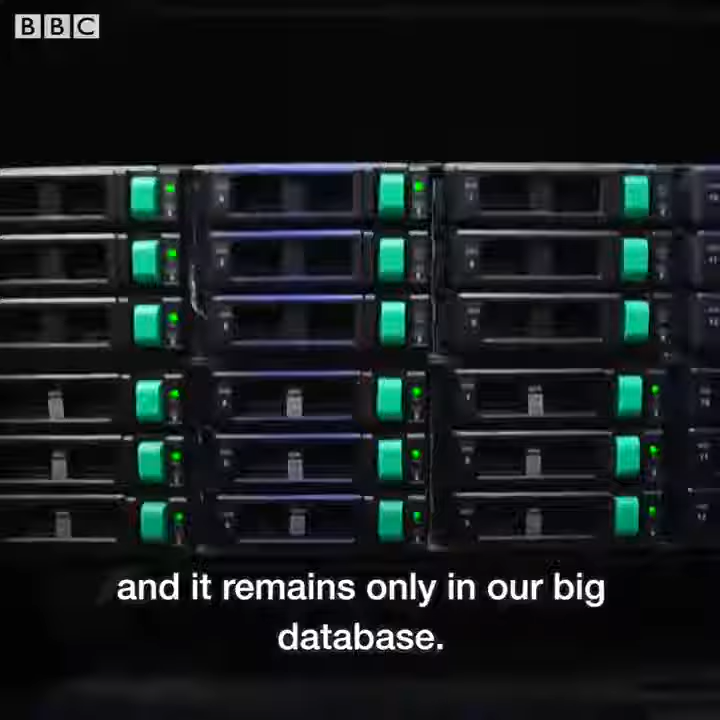 BBC
and it remains only in our big
database.